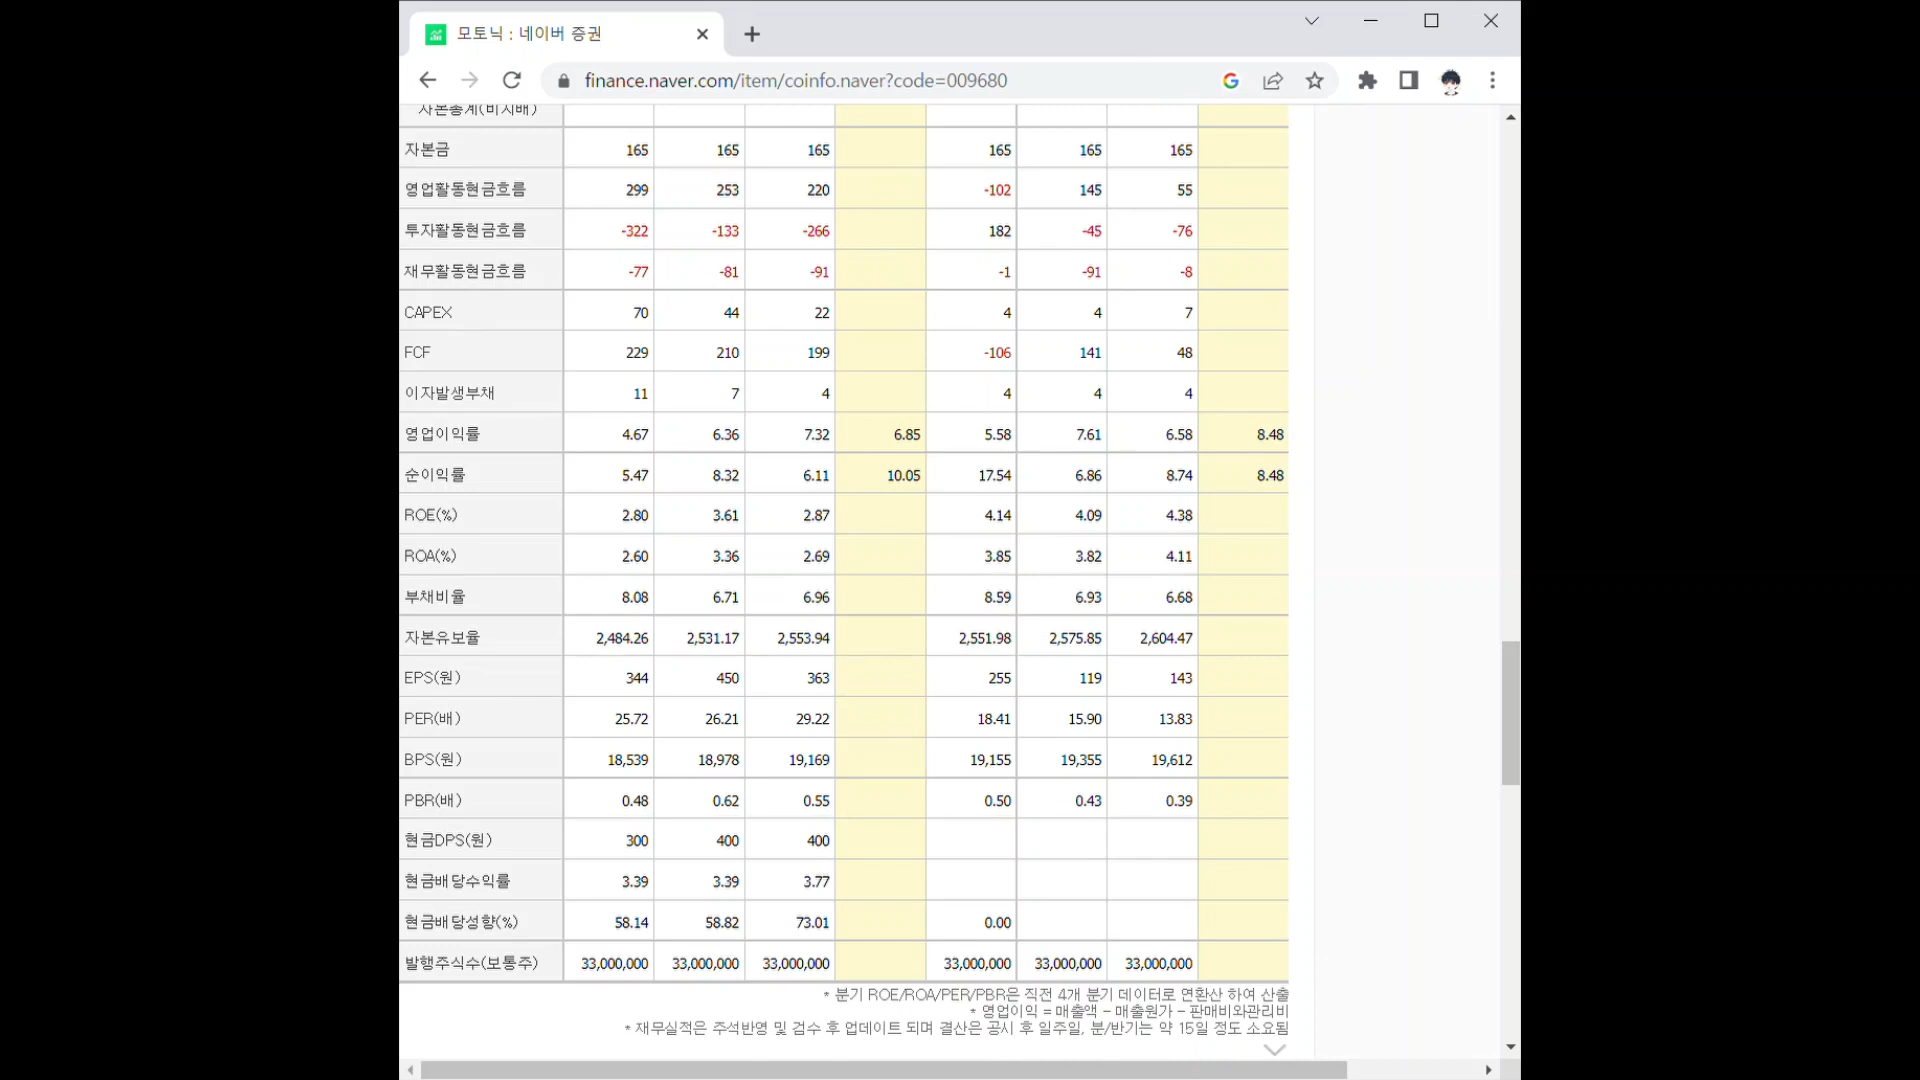 모토닉 : 네이버 증권
finance.naver.com/item/coinfo.naver?code=009680
자본총계(비지배)
자본금 165 165 165 165 165 165
영업활동현금흐름 299 253 220 -102 145 55
투자활동현금흐름 -322 -133 -266 182 -45 -76
재무활동현금흐름 -77 -81 -91 -1 -91 -8
CAPEX 70 44 22 4 4 7
FCF 229 210 199 -106 141 48
이자발생부채 11 7 4 4 4 4
영업이익률 4.67 6.36 7.32 6.85 5.58 7.61 6.58 8.48
순이익률 5.47 8.32 6.11 10.05 17.54 6.86 8.74 8.48
ROE(%) 2.80 3.61 2.87 4.14 4.09 4.38
ROA(%) 2.60 3.36 2.69 3.85 3.82 4.11
부채비율 8.08 6.71 6.96 8.59 6.93 6.68
자본유보율 2,484.26 2,531.17 2,553.94 2,551.98 2,575.85 2,604.47
EPS(원) 344 450 363 255 119 143
PER(배) 25.72 26.21 29.22 18.41 15.90 13.83
BPS(원) 18,539 18,978 19,169 19,155 19,355 19,612
PBR(배) 0.48 0.62 0.55 0.50 0.43 0.39
현금DPS(원) 300 400 400
현금배당수익률 3.39 3.39 3.77
현금배당성향(%) 58.14 58.82 73.01 0.00
발행주식수(보통주) 33,000,000 33,000,000 33,000,000 33,000,000 33,000,000 33,000,000
* 분기 ROE/ROA/PER/PBR은 직전 4개 분기 데이터로 연환산 하여 산출
* 영업이익 = 매출액 - 매출원가 - 판매비와관리비
* 재무실적은 주석반영 및 검수 후 업데이트 되며 결산은 공시 후 일주일, 분/반기는 약 15일 정도 소요됨